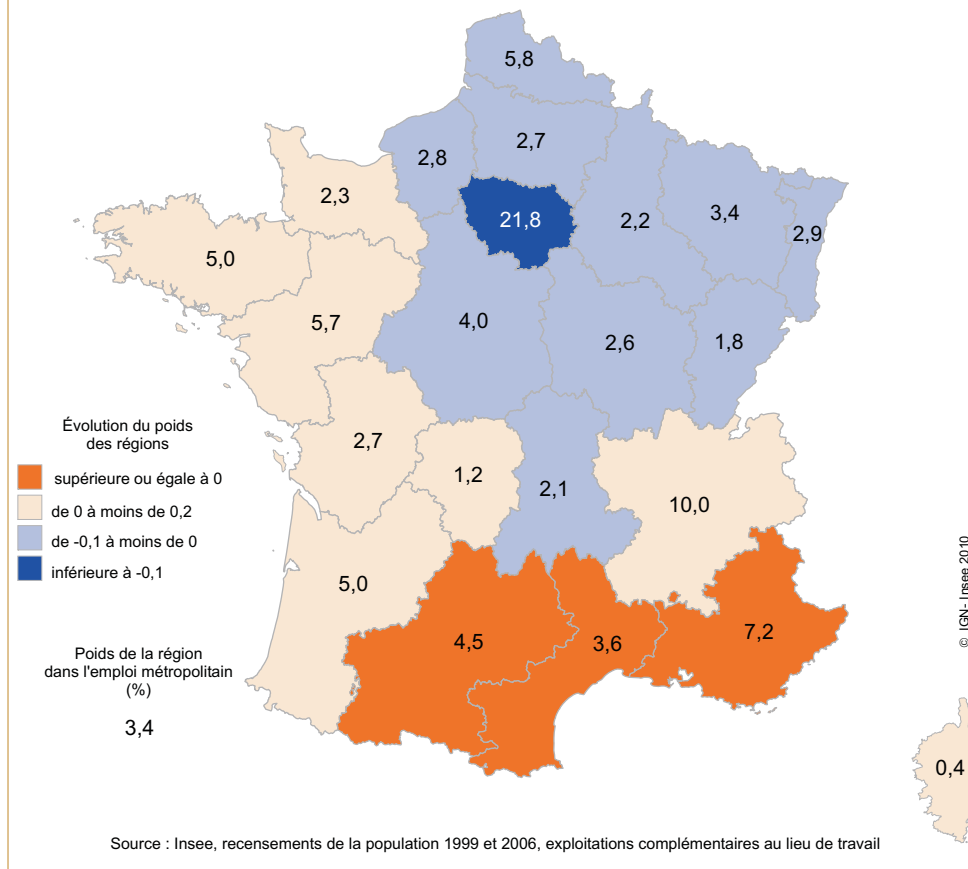 5,8
2,7
2,8
2,3
21,8
2,2
3,4
2,9
5,0
5,7
4,0
2,6
1,8
Évolution du poids
des régions
supérieure ou égale à 0
de 0 à moins de 0,2
de -0,1 à moins de 0
inférieure à -0,1
2,7
1,2
2,1
10,0
5,0
4,5
3,6
7,2
Poids de la région
dans l'emploi métropolitain
(%)
3,4
0,4
© IGN- Insee 2010
Source : Insee, recensements de la population 1999 et 2006, exploitations complémentaires au lieu de travail